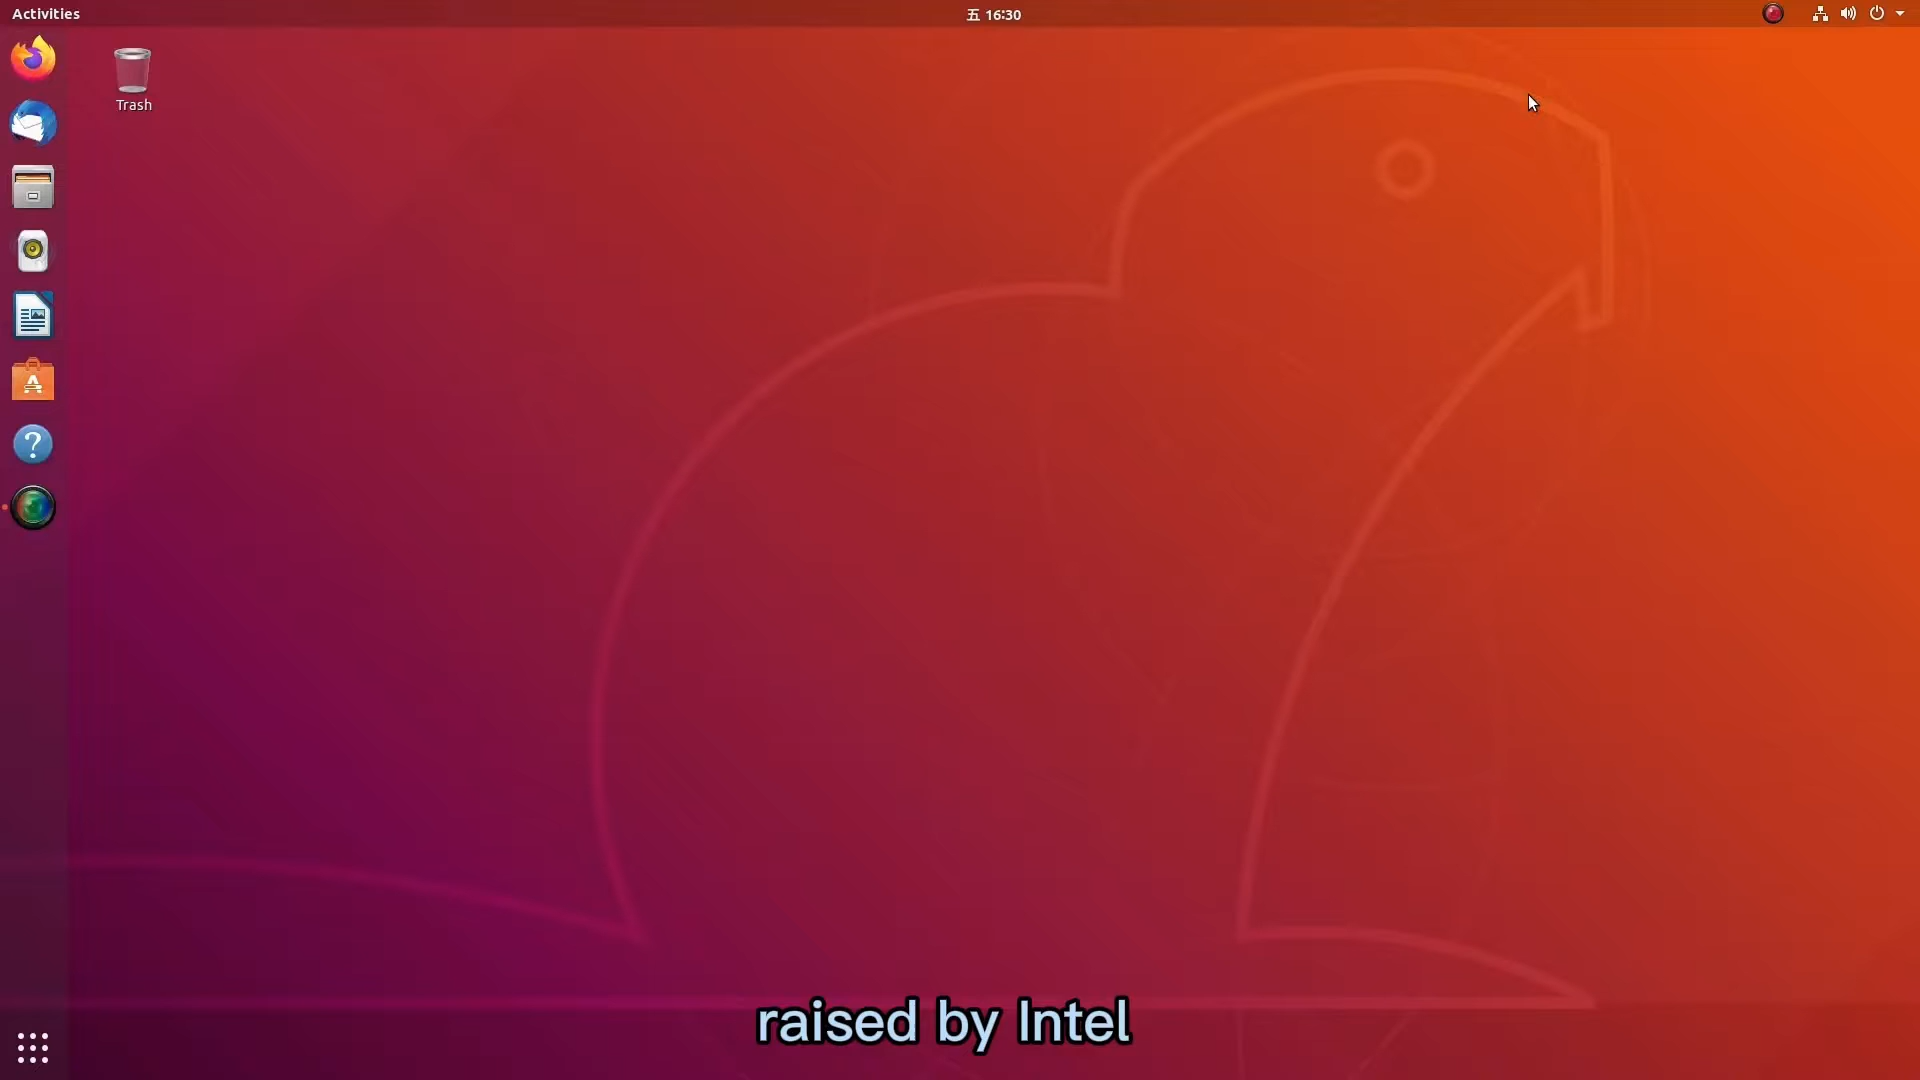 Activities
五 16:30
Trash
raised by Intel